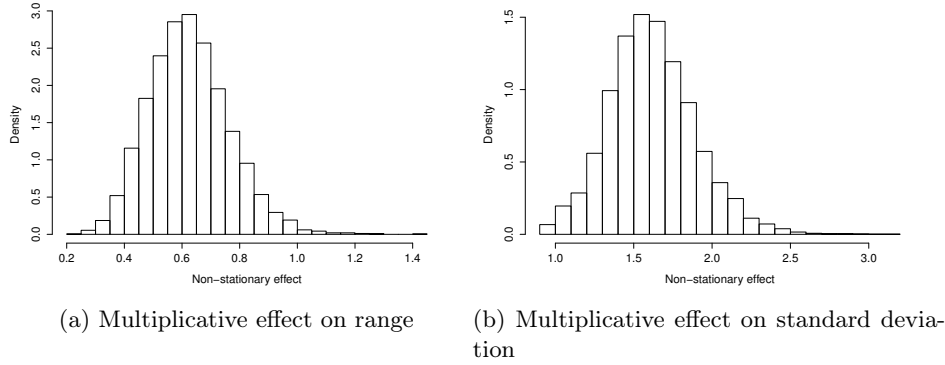 3.0
2.5
2.0
1.5
1.0
0.5
0.0
Density
0.2 0.4 0.6 0.8 1.0 1.2 1.4
Non−stationary effect
(a) Multiplicative effect on range
1.5
1.0
0.5
0.0
Density
1.0 1.5 2.0 2.5 3.0
Non−stationary effect
(b) Multiplicative effect on standard devia-
tion